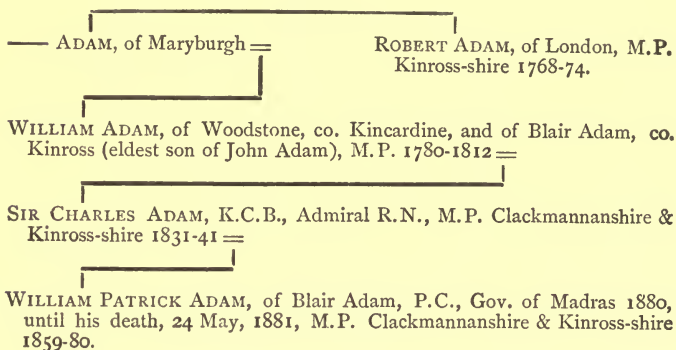 — ADAM, of Maryburgh = ROBERT ADAM, of London, M.P.
Kinross-shire 1768-74.
WILLIAM ADAM, of Woodstone, co. Kincardine, and of Blair Adam, co.
Kinross (eldest son of John Adam), M.P. 1780-1812 =
SIR CHARLES ADAM, K.C.B., Admiral R.N., M.P. Clackmannanshire &
Kinross-shire 1831-41 =
WILLIAM PATRICK ADAM, of Blair Adam, P.C., Gov. of Madras 1880,
until his death, 24 May, 1881, M.P. Clackmannanshire & Kinross-shire
1859-80.